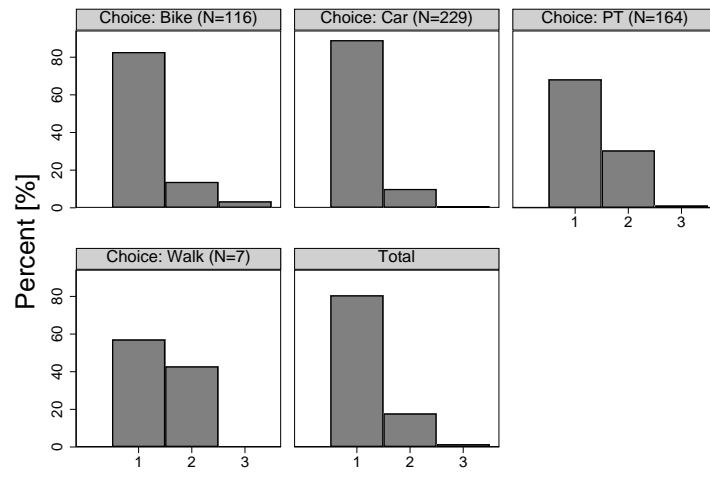 Choice: Bike (N=116) Choice: Car (N=229) Choice: PT (N=164)
80
60
40
20
0
1 2 3
Choice: Walk (N=7) Total
80
60
40
20
0
1 2 3 1 2 3
Percent [%]